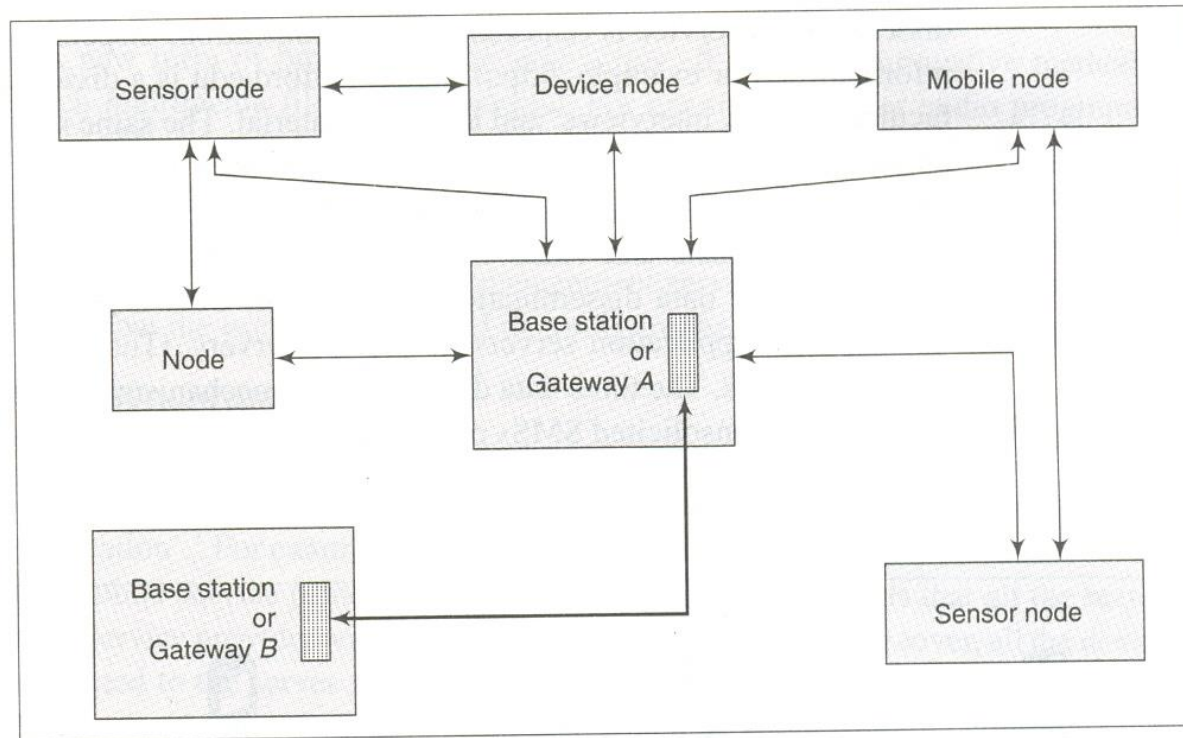 Sensor node
Device node
Mobile node
Node
Base station
or
Gateway A
Base station
or
Gateway B
Sensor node